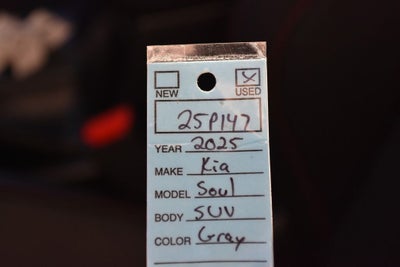 NEW USED
25P147
YEAR 2025
MAKE Kia
MODEL Soul
BODY SUV
COLOR Gray